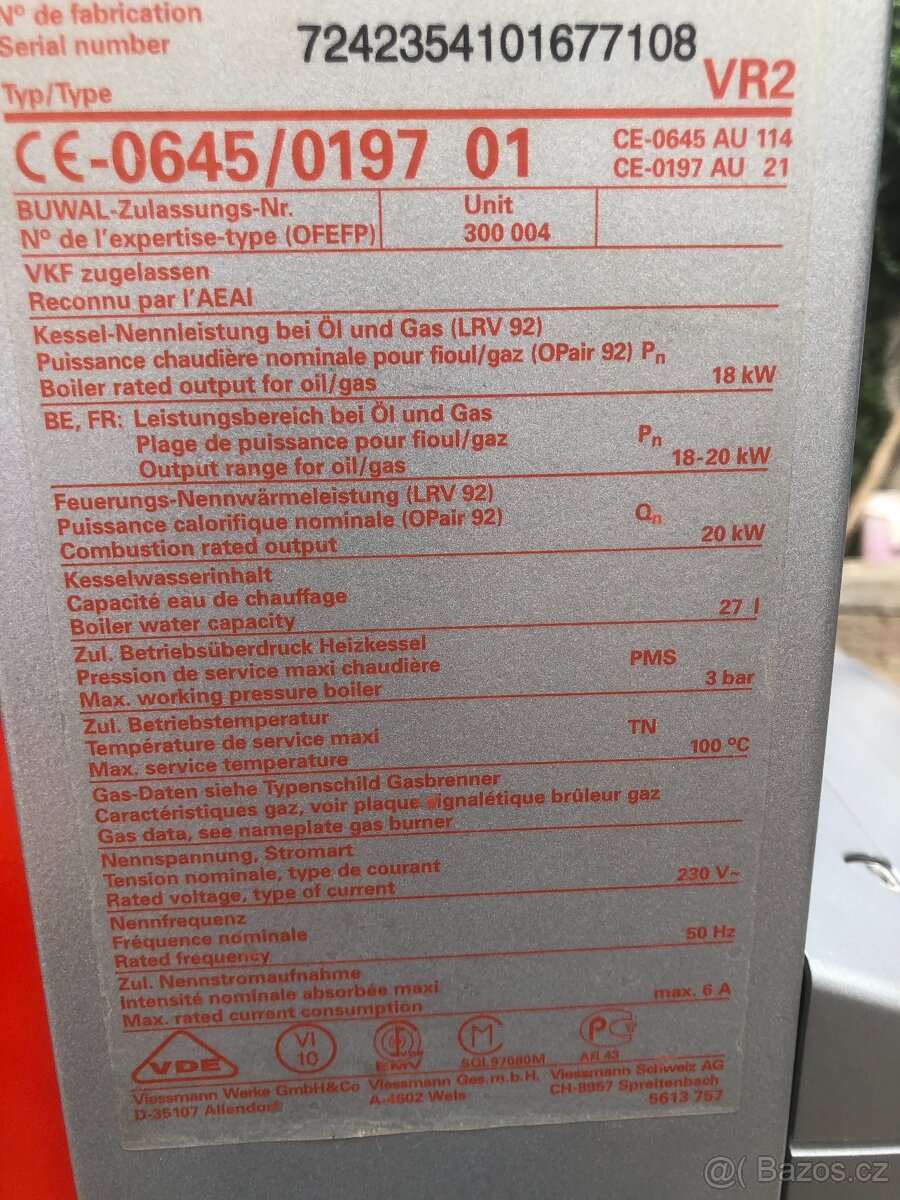 Nº de fabrication
Serial number
7242354101677108
Typ/Type
VR2
CE-0645/0197 01
CE-0645 AU 114
CE-0197 AU 21
BUWAL-Zulassungs-Nr.
Nº de l'expertise-type (OFEFP)
Unit
300 004
VKF zugelassen
Reconnu par l'AEAI
Kessel-Nennleistung bei Öl und Gas (LRV 92)
Puissance chaudière nominale pour fioul/gaz (OPair 92) Pn
Boiler rated output for oil/gas
18 kW
BE, FR: Leistungsbereich bei Öl und Gas
Plage de puissance pour fioul/gaz
Pn
Output range for oil/gas
18-20 kW
Feuerungs-Nennwärmeleistung (LRV 92)
Puissance calorifique nominale (OPair 92)
Qn
Combustion rated output
20 kW
Kesselwasserinhalt
Capacité eau de chauffage
Boiler water capacity
27 l
Zul. Betriebsüberdruck Heizkessel
Pression de service maxi chaudière
PMS
Max. working pressure boiler
3 bar
Zul. Betriebstemperatur
Température de service maxi
TN
Max. service temperature
100 ºC
Gas-Daten siehe Typenschild Gasbrenner
Caractéristiques gaz, voir plaque signalétique brûleur gaz
Gas data, see nameplate gas burner
Nennspannung, Stromart
Tension nominale, type de courant
Rated voltage, type of current
230 V~
Nennfrequenz
Fréquence nominale
Rated frequency
50 Hz
Zul. Nennstromaufnahme
Intensité nominale absorbée maxi
Max. rated current consumption
max. 6 A
VDE
VI
10
EMV
SQL97080M
AЯ 43
Viessmann Werke GmbH&Co
D-35107 Allendorf
Viessmann Ges.m.b.H.
A-4602 Wels
Viessmann Schweiz AG
CH-8957 Spreitenbach
5613 757
@( Bazos.cz